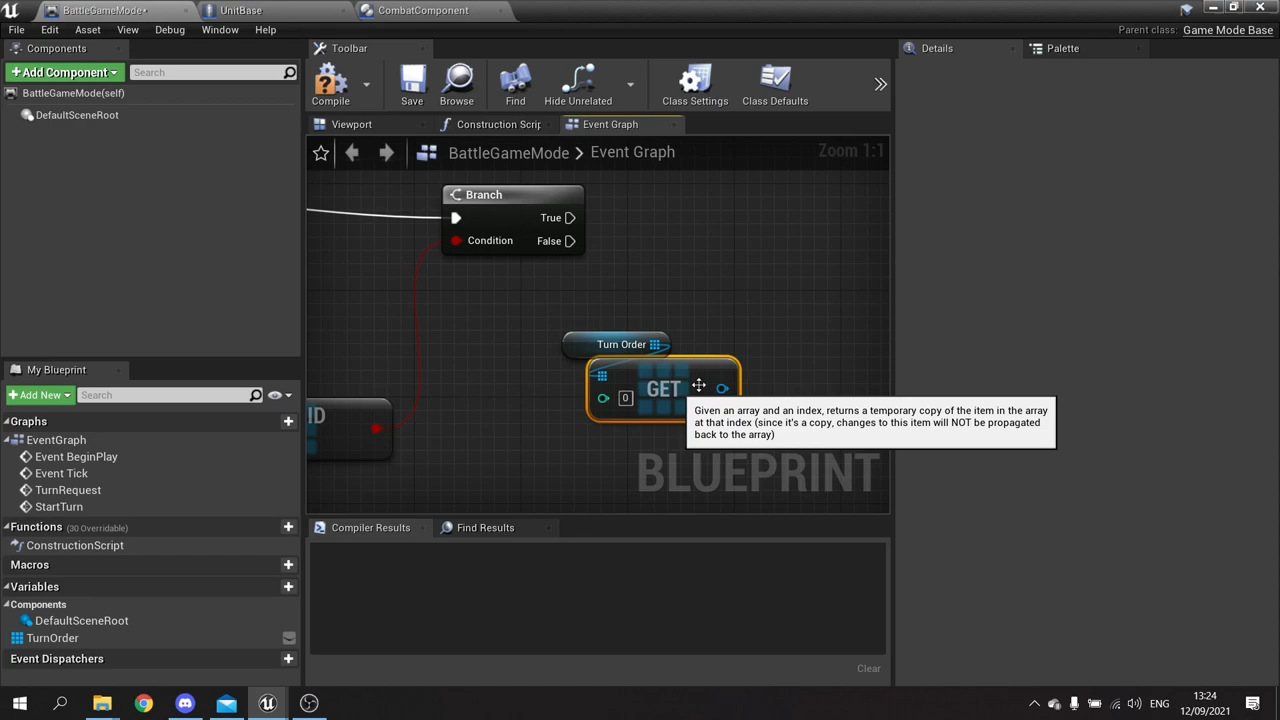 BattleGameMode*
UnitBase
CombatComponent
File
Edit
Asset
View
Debug
Window
Help
Parent class: Game Mode Base
Components
Toolbar
Details
Palette
Add Component
Search
Compile
Save
Browse
Find
Hide Unrelated
Class Settings
Class Defaults
BattleGameMode(self)
DefaultSceneRoot
Viewport
Construction Scrip
Event Graph
BattleGameMode > Event Graph
Zoom 1:1
Branch
True
Condition
False
Turn Order
GET
0
ID
Given an array and an index, returns a temporary copy of the item in the array
at that index (since it's a copy, changes to this item will NOT be propagated
back to the array)
BLUEPRINT
My Blueprint
Add New
Search
Graphs
EventGraph
Event BeginPlay
Event Tick
TurnRequest
StartTurn
Functions (30 Overridable)
ConstructionScript
Macros
Variables
Components
DefaultSceneRoot
TurnOrder
Event Dispatchers
Compiler Results
Find Results
Clear
ENG
13:24
12/09/2021